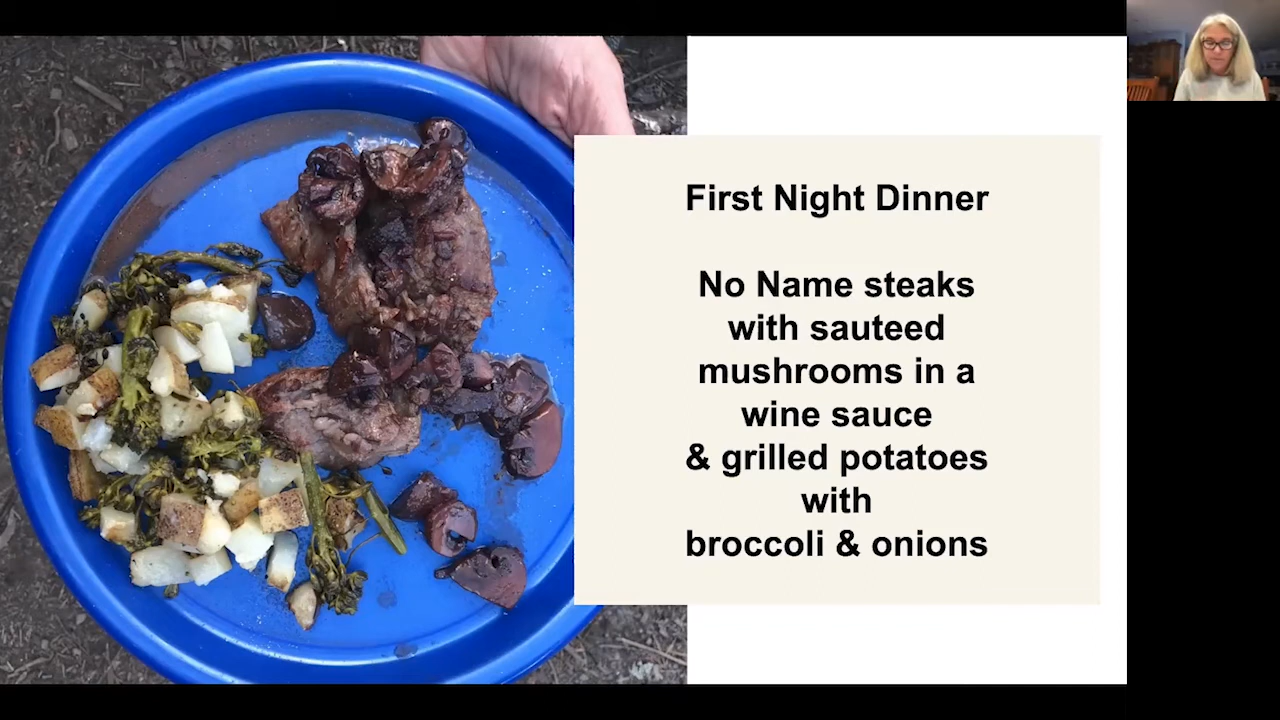 First Night Dinner
No Name steaks
with sauteed
mushrooms in a
wine sauce
& grilled potatoes
with
broccoli & onions